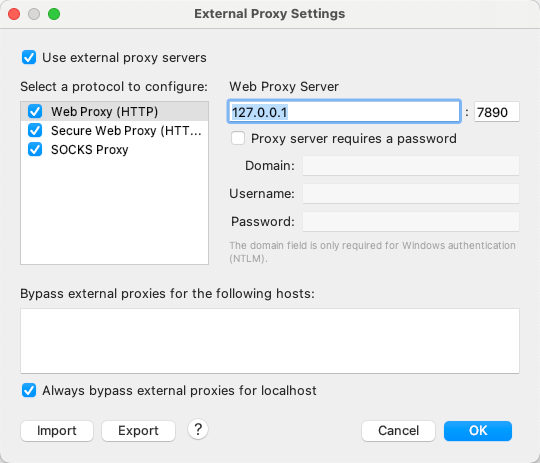 External Proxy Settings
Use external proxy servers
Select a protocol to configure:
Web Proxy (HTTP)
Secure Web Proxy (HTT...
SOCKS Proxy
Web Proxy Server
127.0.0.1 : 7890
Proxy server requires a password
Domain:
Username:
Password:
The domain field is only required for Windows authentication
(NTLM).
Bypass external proxies for the following hosts:
Always bypass external proxies for localhost
Import Export ? Cancel OK